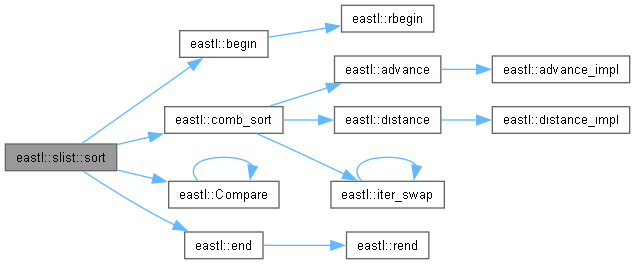 eastl::rbegin
eastl::begin
eastl::advance
eastl::advance_impl
eastl::comb_sort
eastl::distance
eastl::distance_impl
eastl::slist::sort
eastl::Compare
eastl::iter_swap
eastl::end
eastl::rend